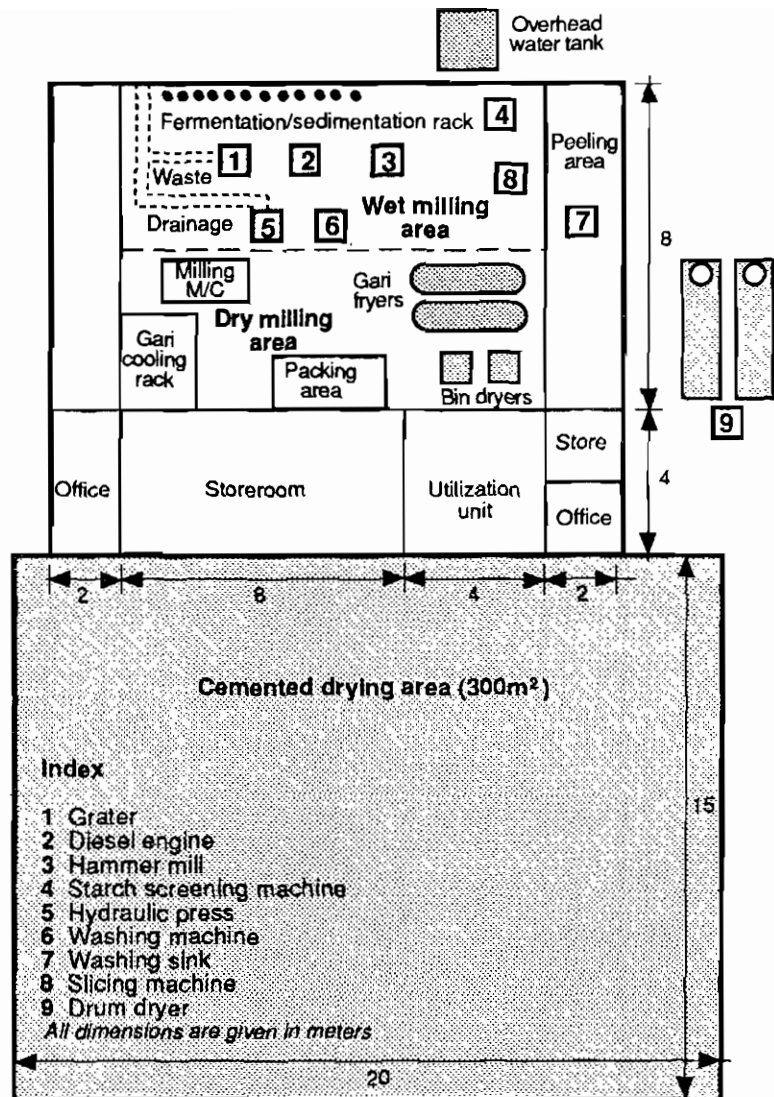 Overhead
water tank
Fermentation/sedimentation rack
4
Peeling
area
1
2
3
Waste
8
Wet milling
area
7
Drainage
5
6
8
Milling
M/C
Gari
fryers
Dry milling
area
Gari
cooling
rack
Packing
area
Bin dryers
9
Office
Storeroom
Utilization
unit
Store
Office
4
2
8
4
2
Cemented drying area (300m²)
Index
1 Grater
2 Diesel engine
3 Hammer mill
4 Starch screening machine
5 Hydraulic press
6 Washing machine
7 Washing sink
8 Slicing machine
9 Drum dryer
All dimensions are given in meters
15
20